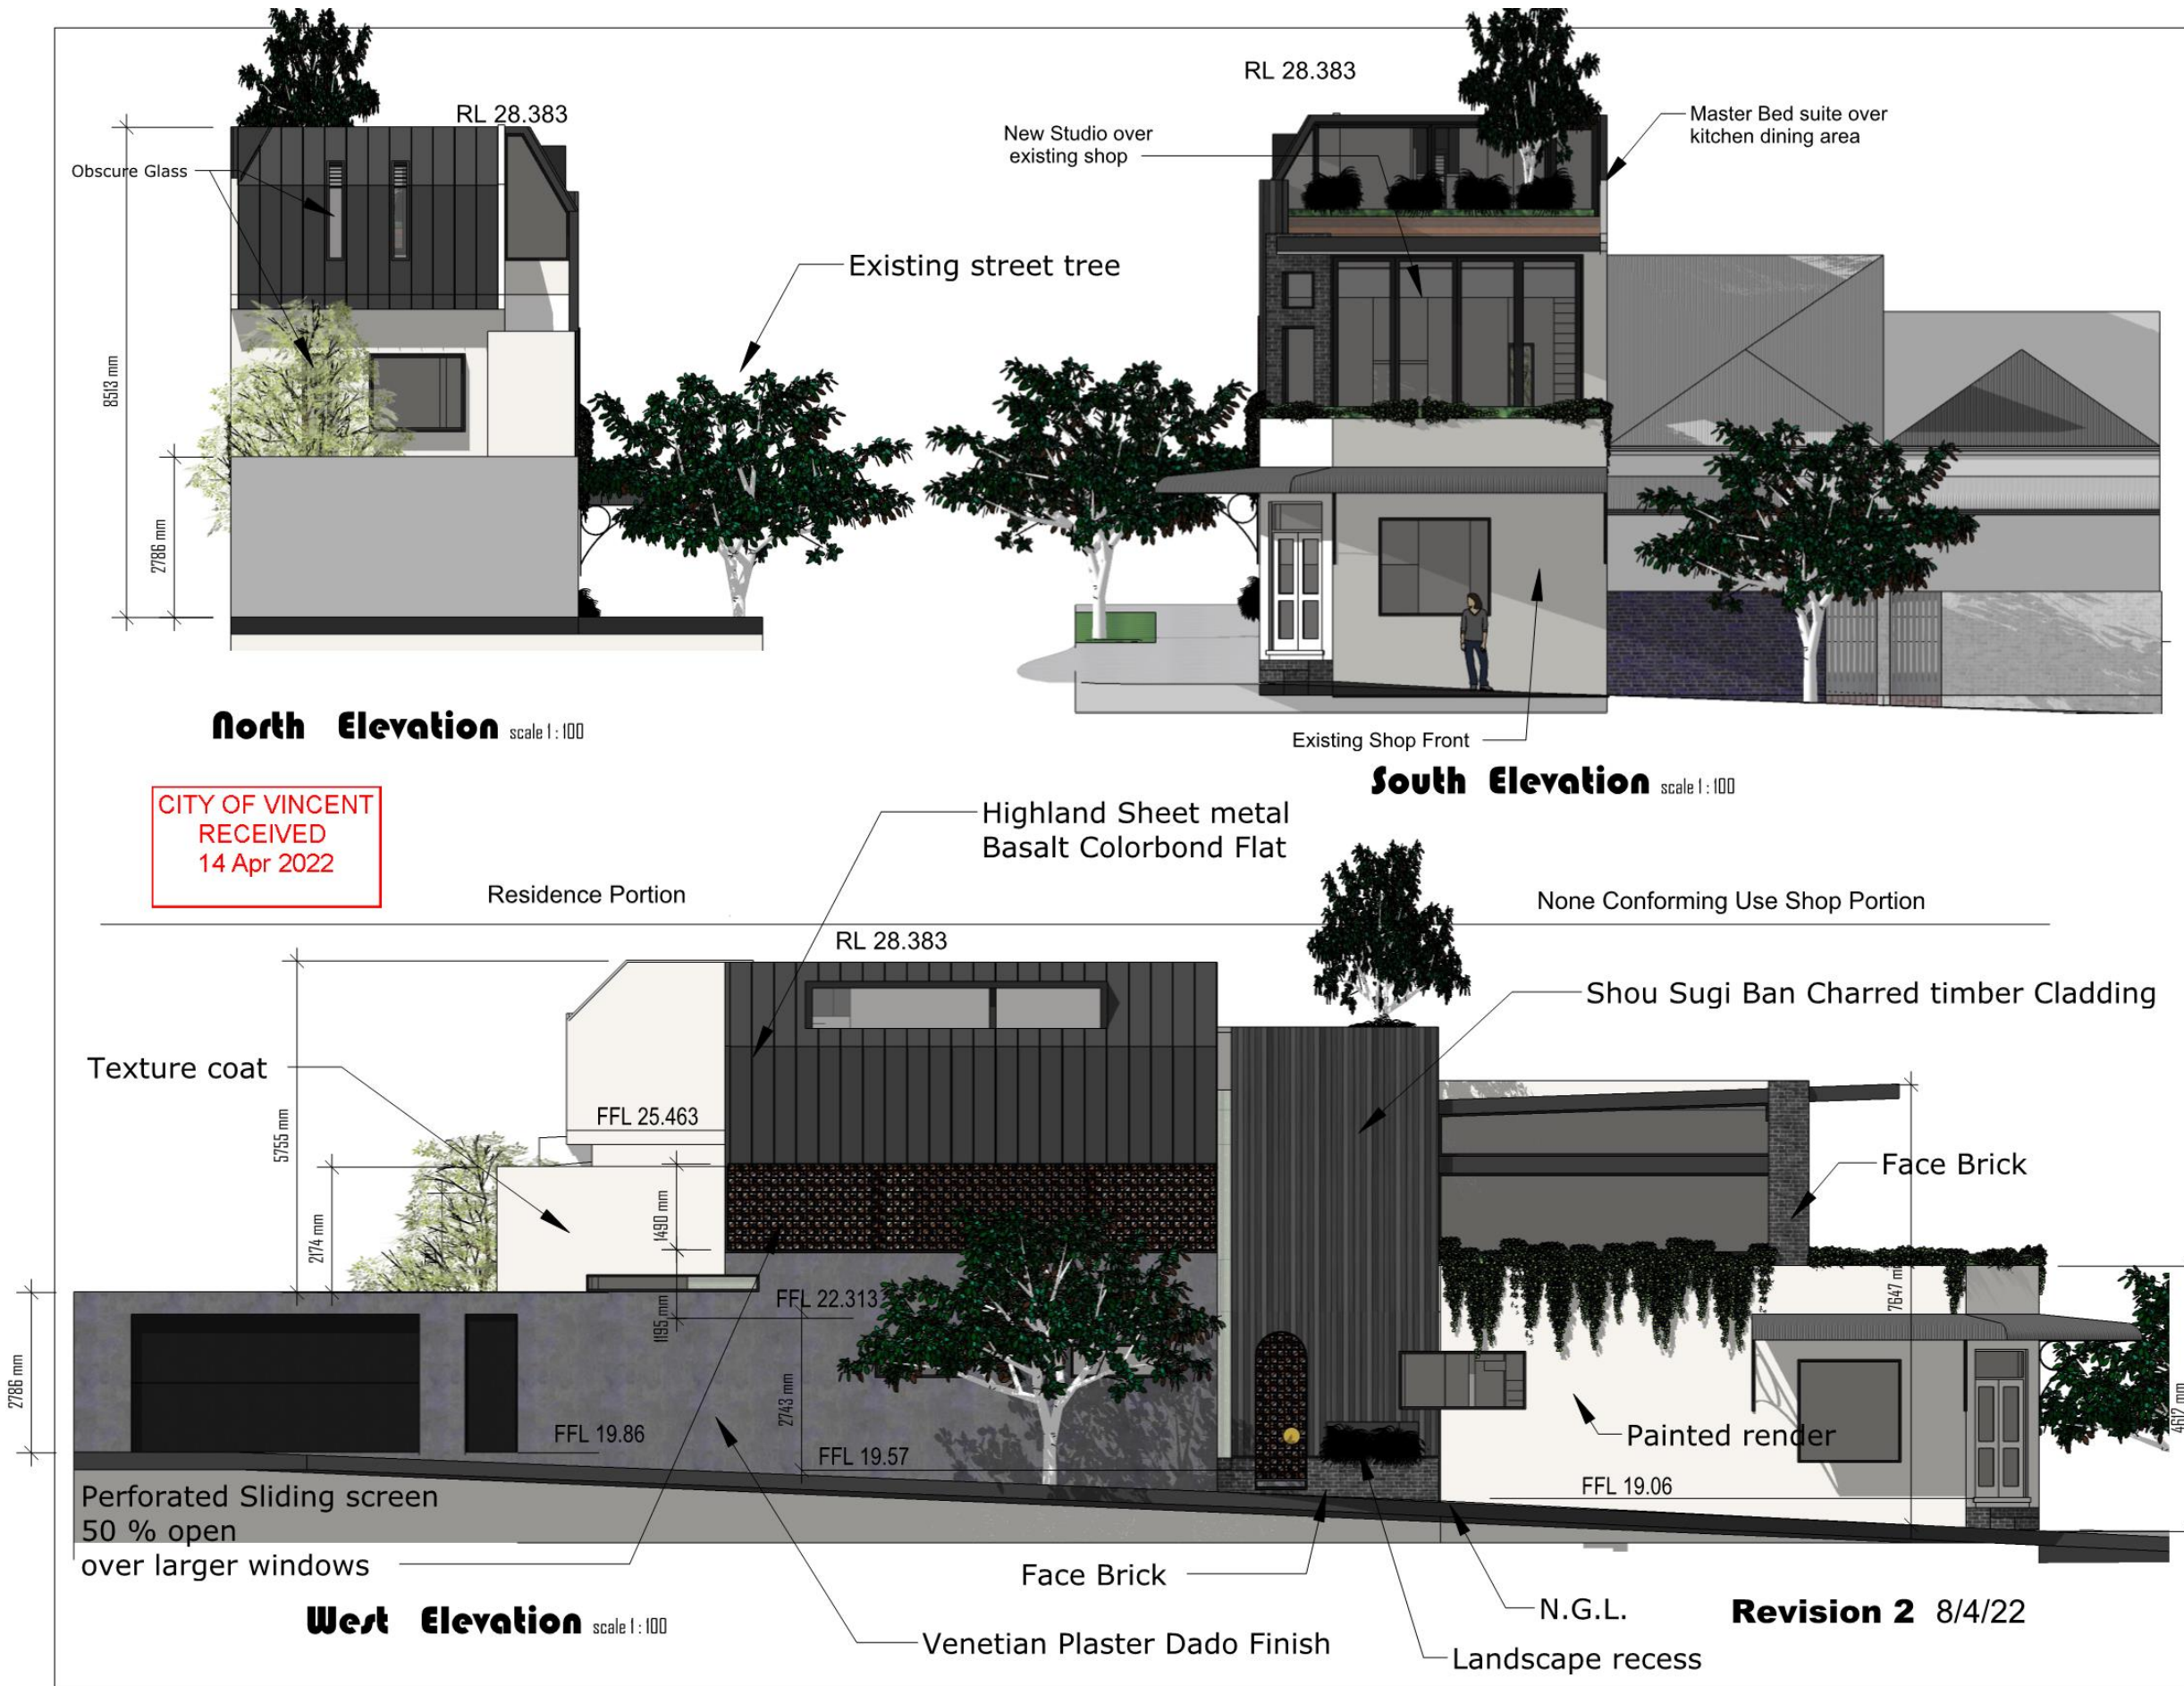 RL 28.383
Obscure Glass
8513 mm
2786 mm
Existing street tree
North Elevation scale 1 : 100
RL 28.383
New Studio over
existing shop
Master Bed suite over
kitchen dining area
Existing Shop Front
South Elevation scale 1 : 100
CITY OF VINCENT
RECEIVED
14 Apr 2022
Highland Sheet metal
Basalt Colorbond Flat
Residence Portion
None Conforming Use Shop Portion
RL 28.383
Shou Sugi Ban Charred timber Cladding
Texture coat
FFL 25.463
5755 mm
2174 mm
1490 mm
Face Brick
FFL 22.313
1195 mm
7647 mm
2786 mm
2743 mm
4612 mm
FFL 19.86
FFL 19.57
Painted render
FFL 19.06
Perforated Sliding screen
50 % open
over larger windows
Face Brick
N.G.L.
Revision 2 8/4/22
West Elevation scale 1 : 100
Venetian Plaster Dado Finish
Landscape recess